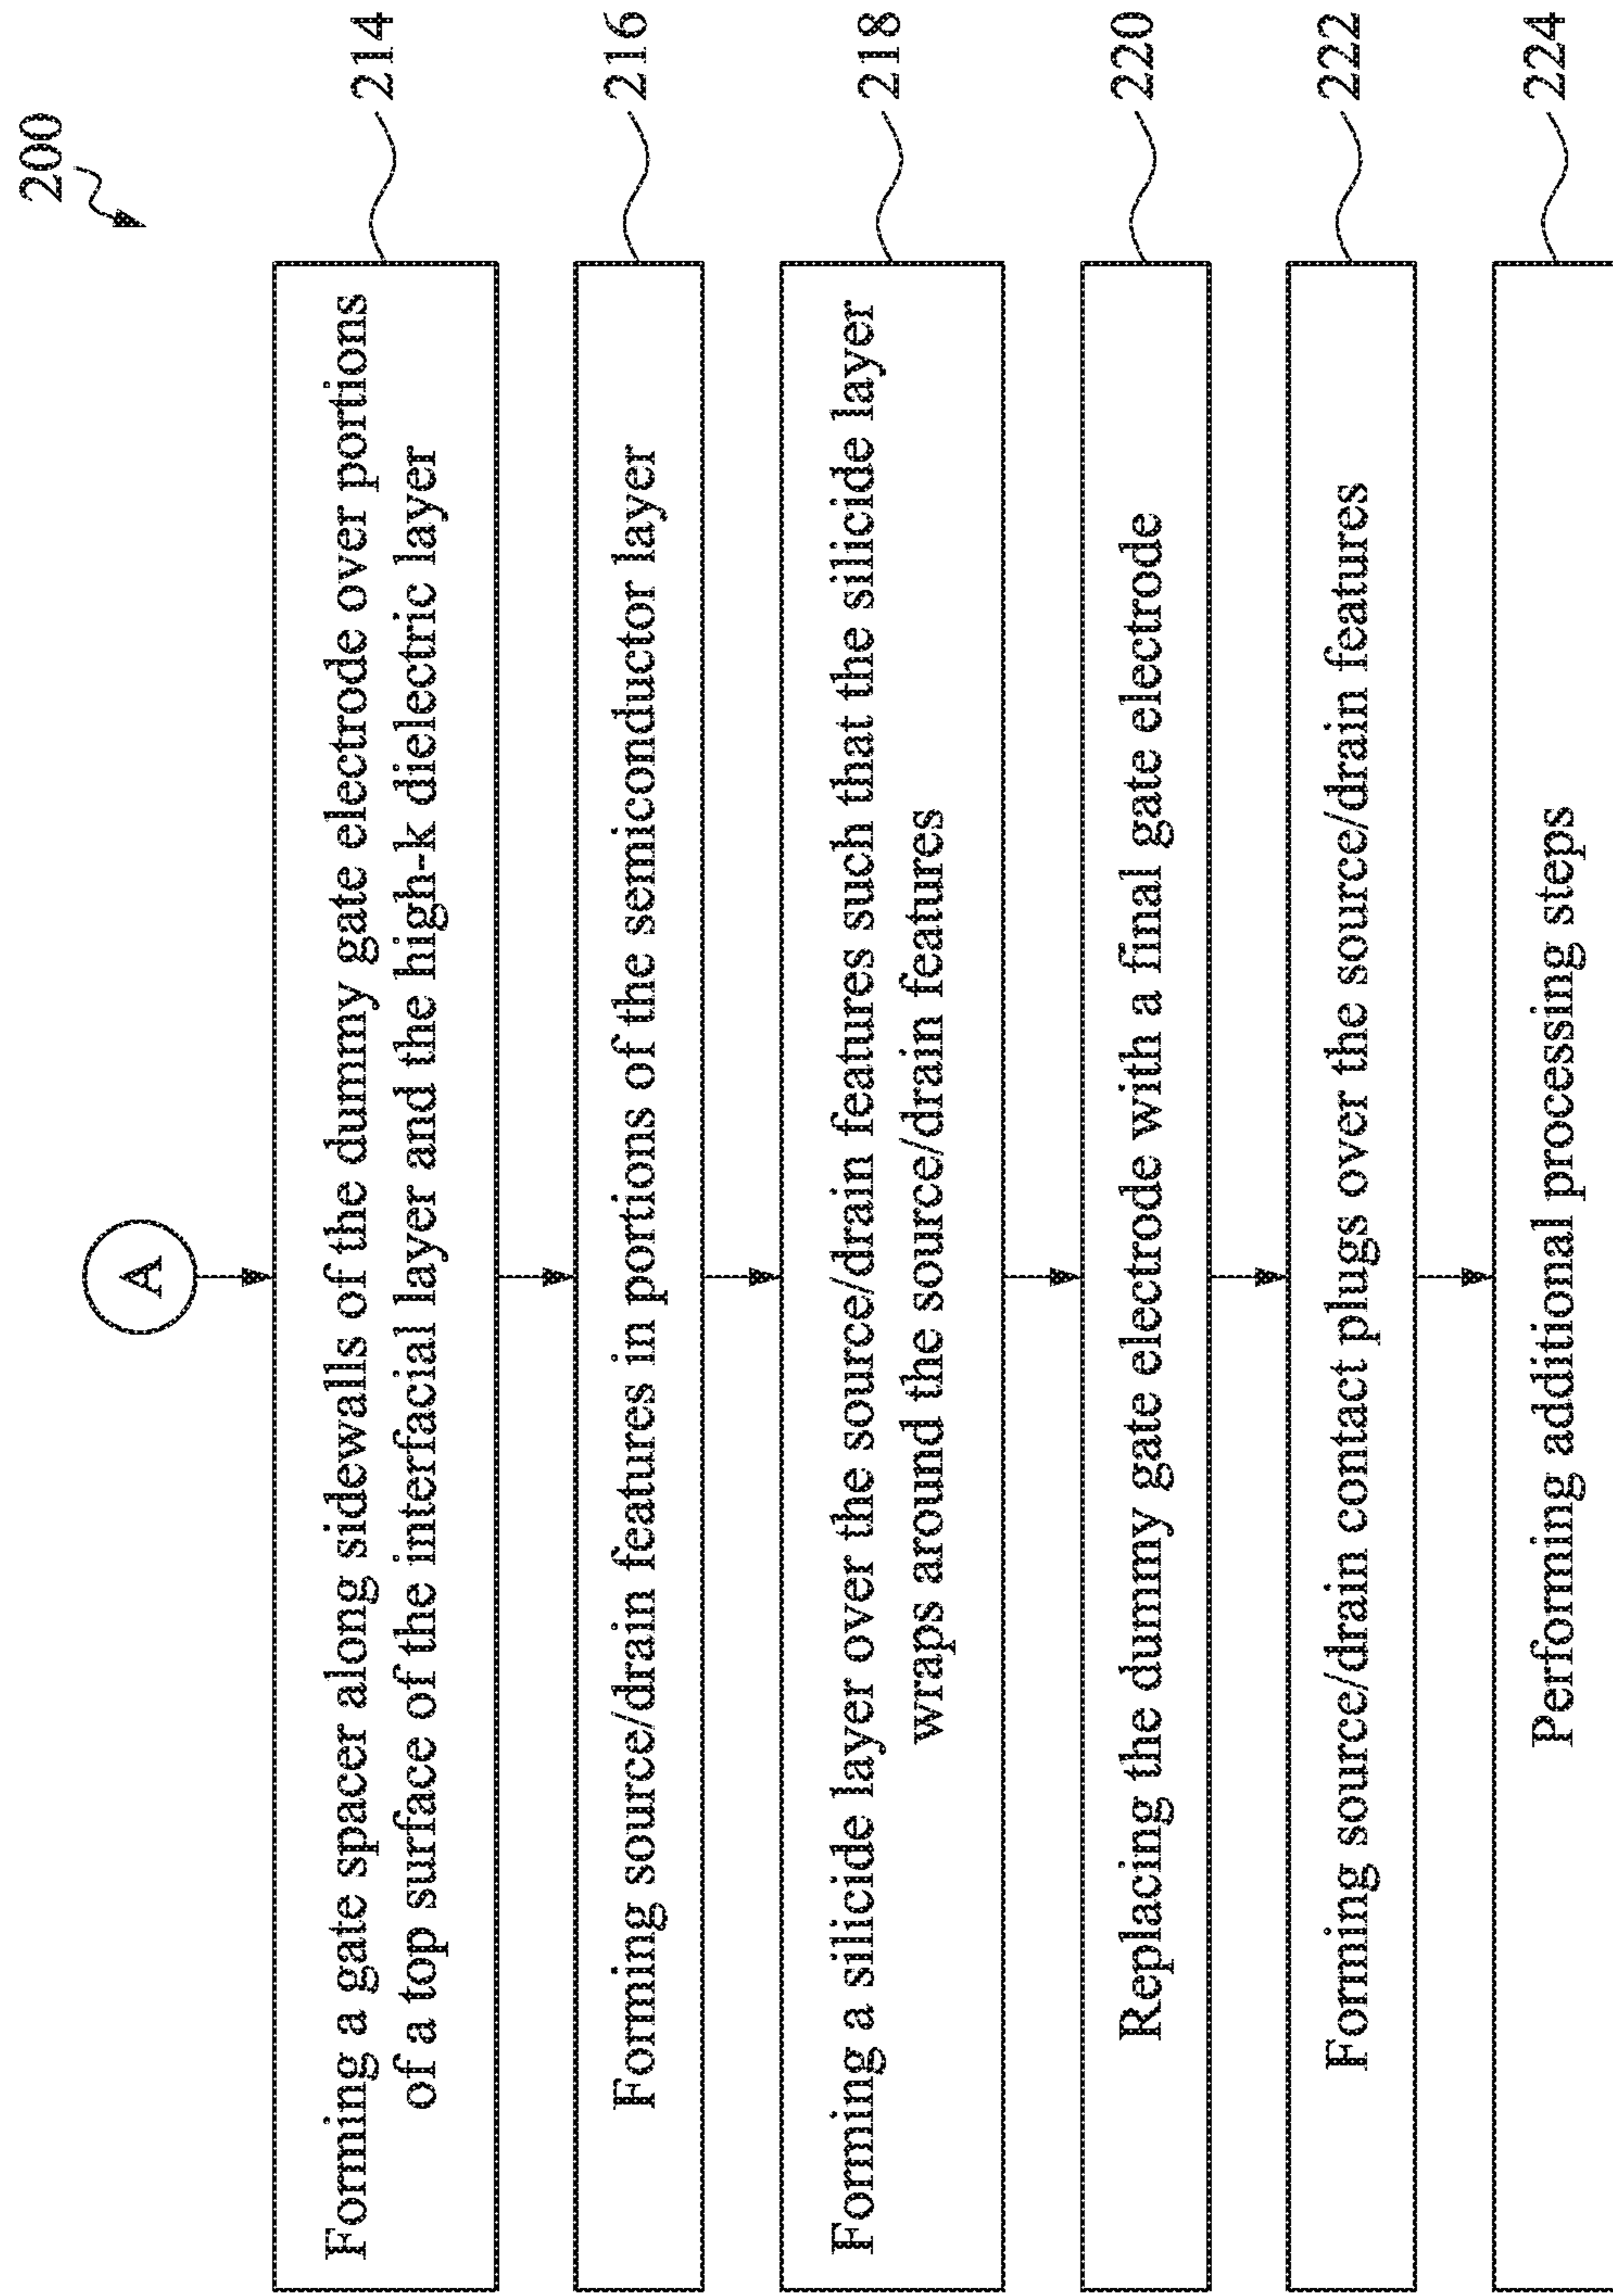 200
A
Forming a gate spacer along sidewalls of the dummy gate electrode over portions
of a top surface of the interfacial layer and the high-k dielectric layer
214
Forming source/drain features in portions of the semiconductor layer
216
Forming a silicide layer over the source/drain features such that the silicide layer
wraps around the source/drain features
218
Replacing the dummy gate electrode with a final gate electrode
220
Forming source/drain contact plugs over the source/drain features
222
Performing additional processing steps
224